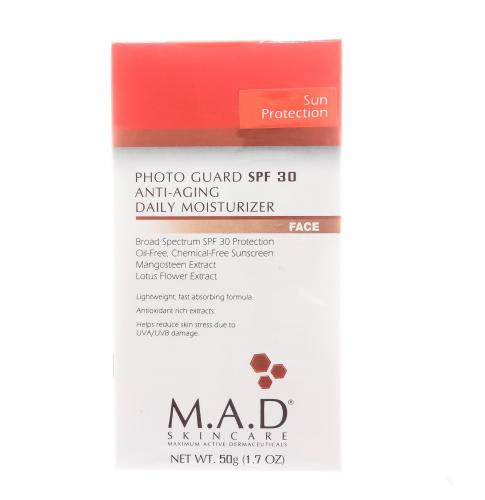 Sun
Protection
PHOTO GUARD SPF 30
ANTI-AGING
DAILY MOISTURIZER
FACE
Broad Spectrum SPF 30 Protection
Oil-Free, Chemical-Free Sunscreen
Mangosteen Extract
Lotus Flower Extract
Lightweight, fast absorbing formula.
Antioxidant rich extracts.
Helps reduce skin stress due to
UVA/UVB damage.
M.A.D®
SKINCARE
MAXIMUM ACTIVE DERMACEUTICALS
NET WT. 50g (1.7 OZ)